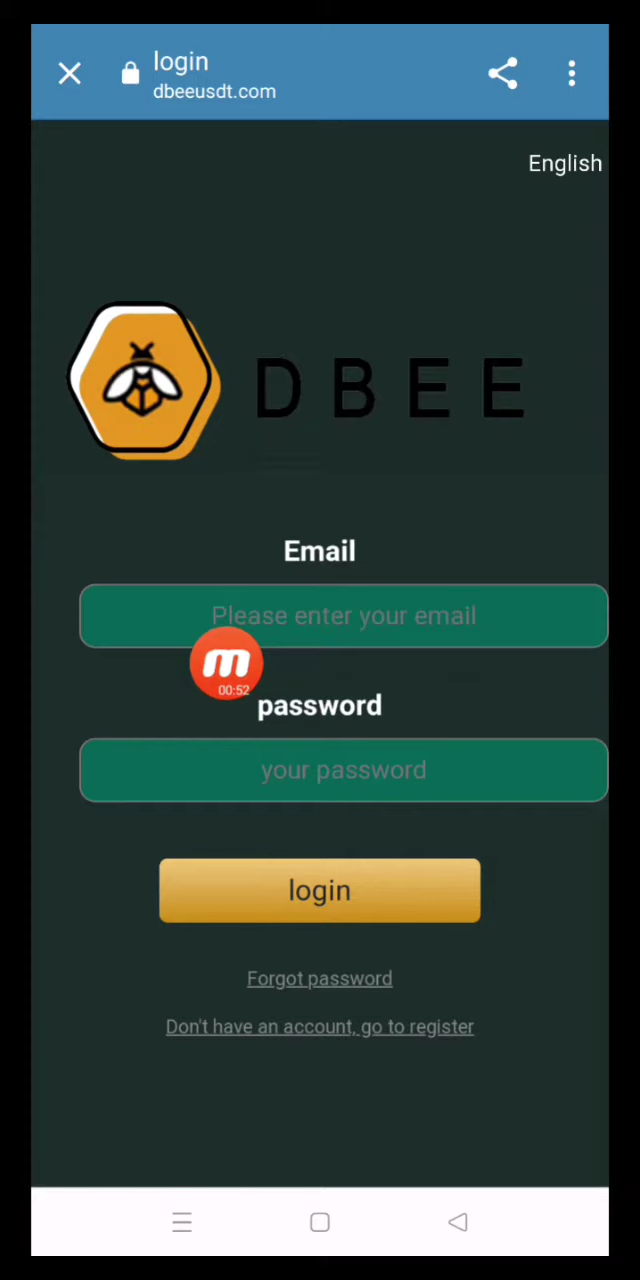 login
dbeeusdt.com
English
DBEE
Email
Please enter your email
00:52
password
your password
login
Forgot password
Don't have an account, go to register